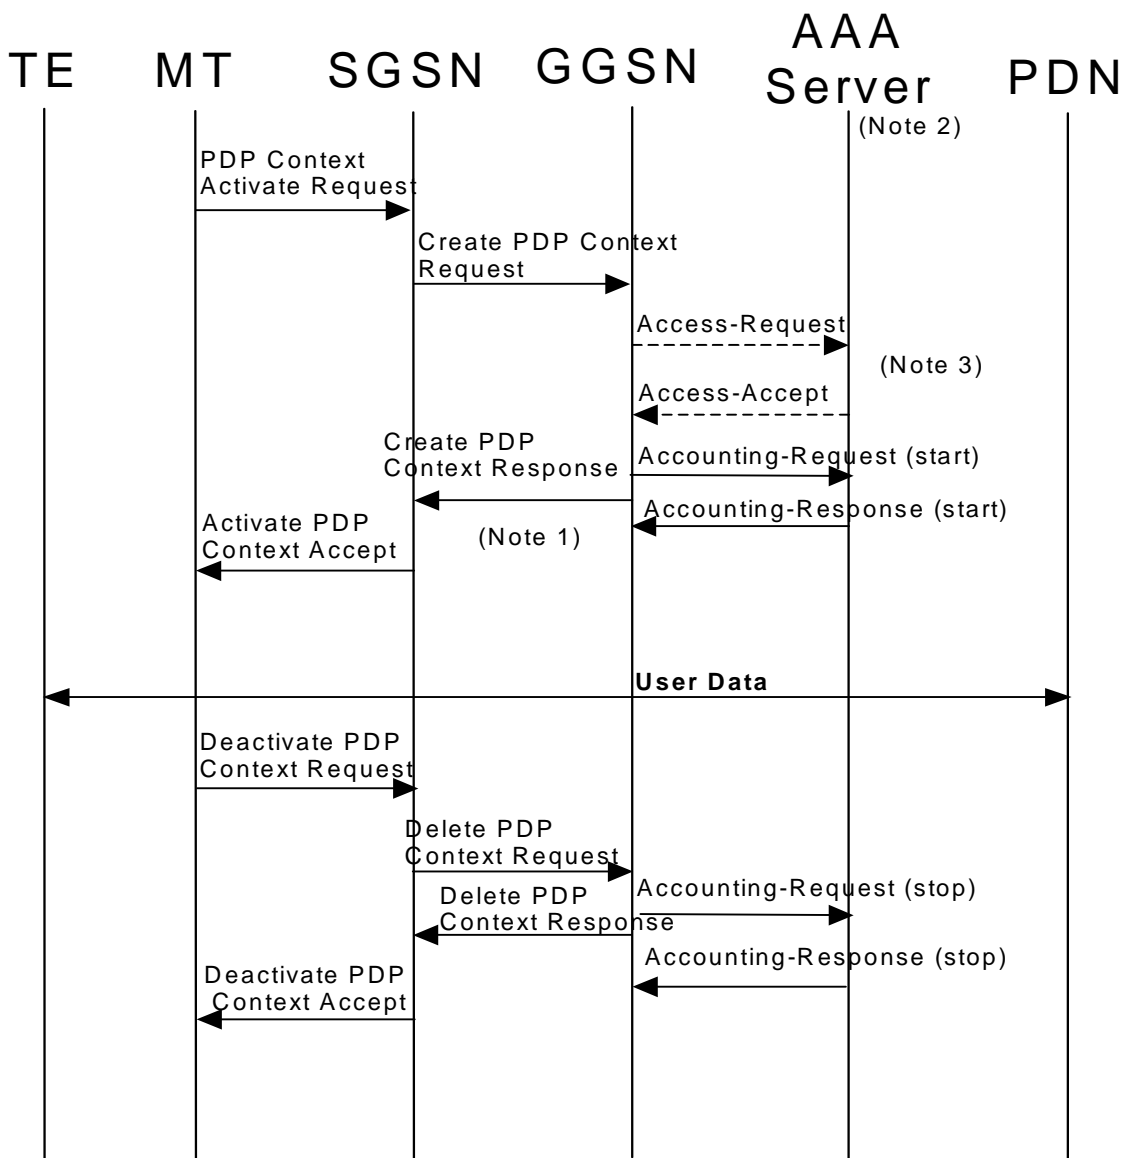 TE
MT
SGSN
GGSN
AAA
Server
PDN
(Note 2)
PDP Context
Activate Request
Create PDP Context
Request
Access-Request
(Note 3)
Access-Accept
Create PDP
Context Response
Accounting-Request (start)
Accounting-Response (start)
Activate PDP
Context Accept
(Note 1)
User Data
Deactivate PDP
Context Request
Delete PDP
Context Request
Accounting-Request (stop)
Delete PDP
Context Response
Accounting-Response (stop)
Deactivate PDP
Context Accept